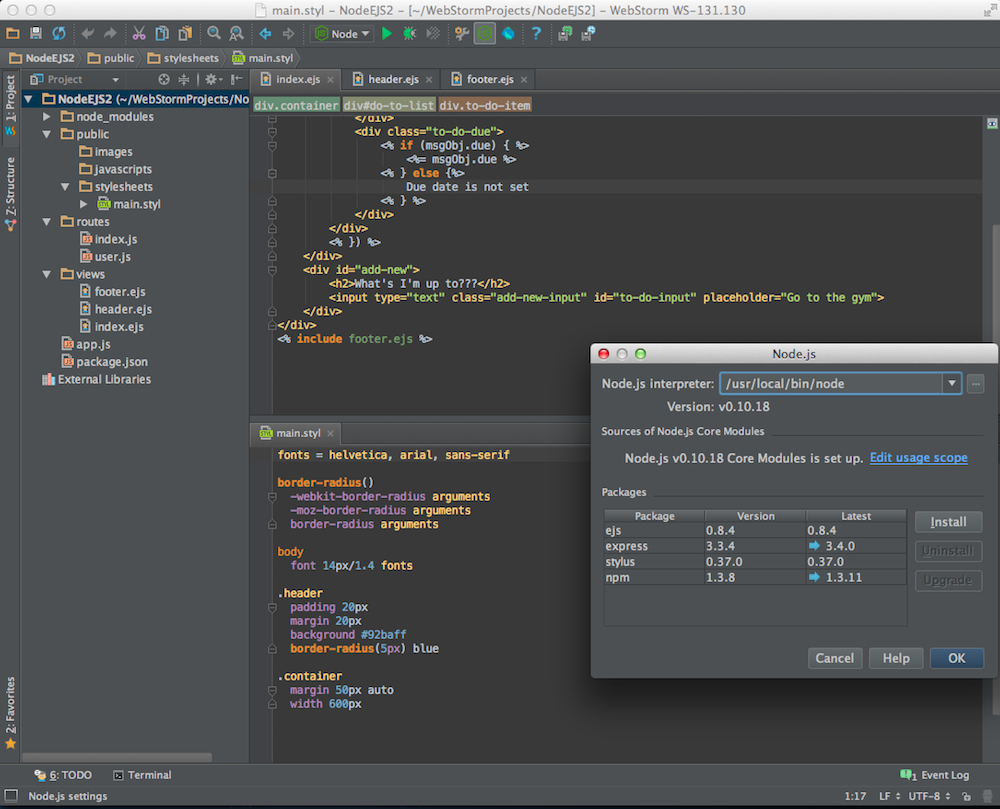 main.styl – NodeEJS2 – [~/WebStormProjects/NodeEJS2] – WebStorm WS-131.130
Node
NodeEJS2 public stylesheets main.styl
1: Project
Z: Structure
2: Favorites
Project
NodeEJS2 (~/WebStormProjects/No
node_modules
public
images
javascripts
stylesheets
main.styl
routes
index.js
user.js
views
footer.ejs
header.ejs
index.ejs
app.js
package.json
External Libraries
index.ejs header.ejs footer.ejs
div.container div#do-to-list div.to-do-item
</div>
<div class="to-do-due">
<% if (msgObj.due) { %>
<%= msgObj.due %>
<% } else {%>
Due date is not set
<% } %>
</div>
</div>
<% }) %>
</div>
<div id="add-new">
<h2>What's I'm up to???</h2>
<input type="text" class="add-new-input" id="to-do-input" placeholder="Go to the gym">
</div>
</div>
<% include footer.ejs %>
main.styl
fonts = helvetica, arial, sans-serif
border-radius()
-webkit-border-radius arguments
-moz-border-radius arguments
border-radius arguments
body
font 14px/1.4 fonts
.header
padding 20px
margin 20px
background #92baff
border-radius(5px) blue
.container
margin 50px auto
width 600px
Node.js
Node.js interpreter: /usr/local/bin/node ...
Version: v0.10.18
Sources of Node.js Core Modules
Node.js v0.10.18 Core Modules is set up. Edit usage scope
Packages
Package Version Latest
ejs 0.8.4 0.8.4
express 3.3.4 3.4.0
stylus 0.37.0 0.37.0
npm 1.3.8 1.3.11
Install
Uninstall
Upgrade
Cancel Help OK
6: TODO Terminal 1 Event Log
Node.js settings 1:17 LF UTF-8